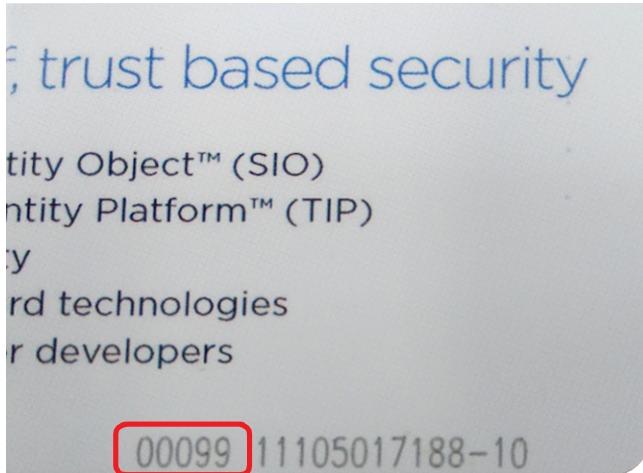 , trust based security
tity Object™ (SIO)
ntity Platform™ (TIP)
ty
rd technologies
r developers
00099 11105017188-10